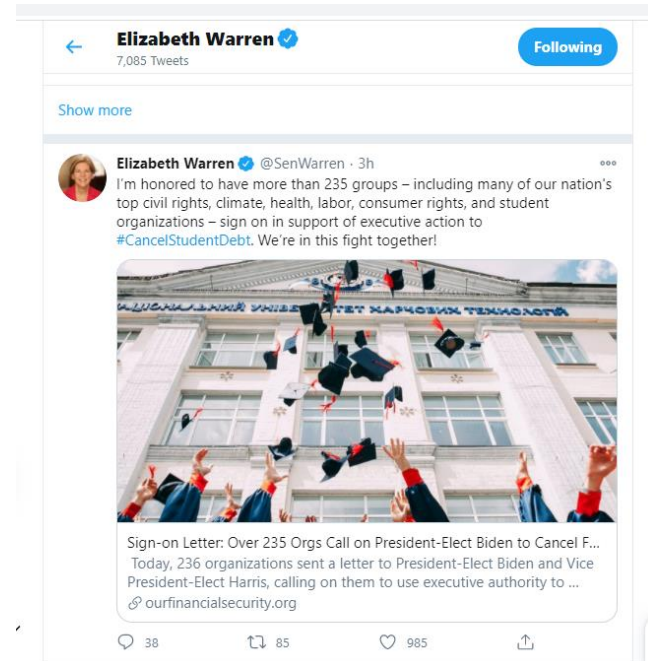 Elizabeth Warren
7,085 Tweets
Following
Show more
Elizabeth Warren @SenWarren · 3h
I'm honored to have more than 235 groups – including many of our nation's
top civil rights, climate, health, labor, consumer rights, and student
organizations – sign on in support of executive action to
#CancelStudentDebt. We're in this fight together!
НАЦІОНАЛЬНИЙ УНІВЕРСИТЕТ ХАРЧОВИХ ТЕХНОЛОГІЙ
Sign-on Letter: Over 235 Orgs Call on President-Elect Biden to Cancel F...
Today, 236 organizations sent a letter to President-Elect Biden and Vice
President-Elect Harris, calling on them to use executive authority to ...
ourfinancialsecurity.org
38 85 985